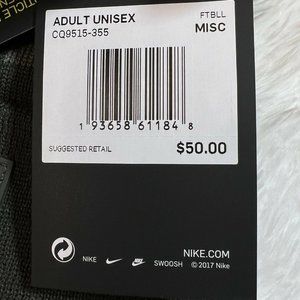 ADULT UNISEX
FTBLL
CQ9515-355
MISC
1 93658 61184 8
SUGGESTED RETAIL
$50.00
NIKE.COM
NIKE
SWOOSH © 2017 Nike